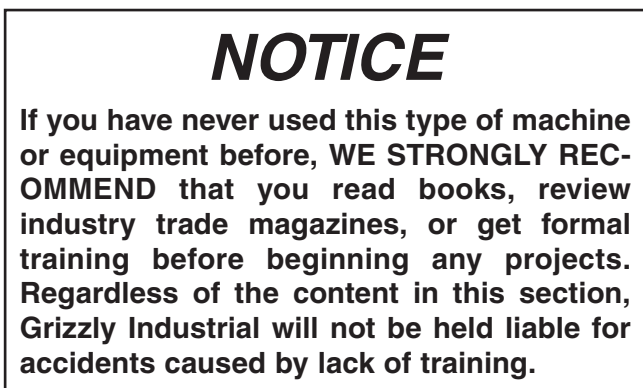 NOTICE
If you have never used this type of machine
or equipment before, WE STRONGLY REC-
OMMEND that you read books, review
industry trade magazines, or get formal
training before beginning any projects.
Regardless of the content in this section,
Grizzly Industrial will not be held liable for
accidents caused by lack of training.